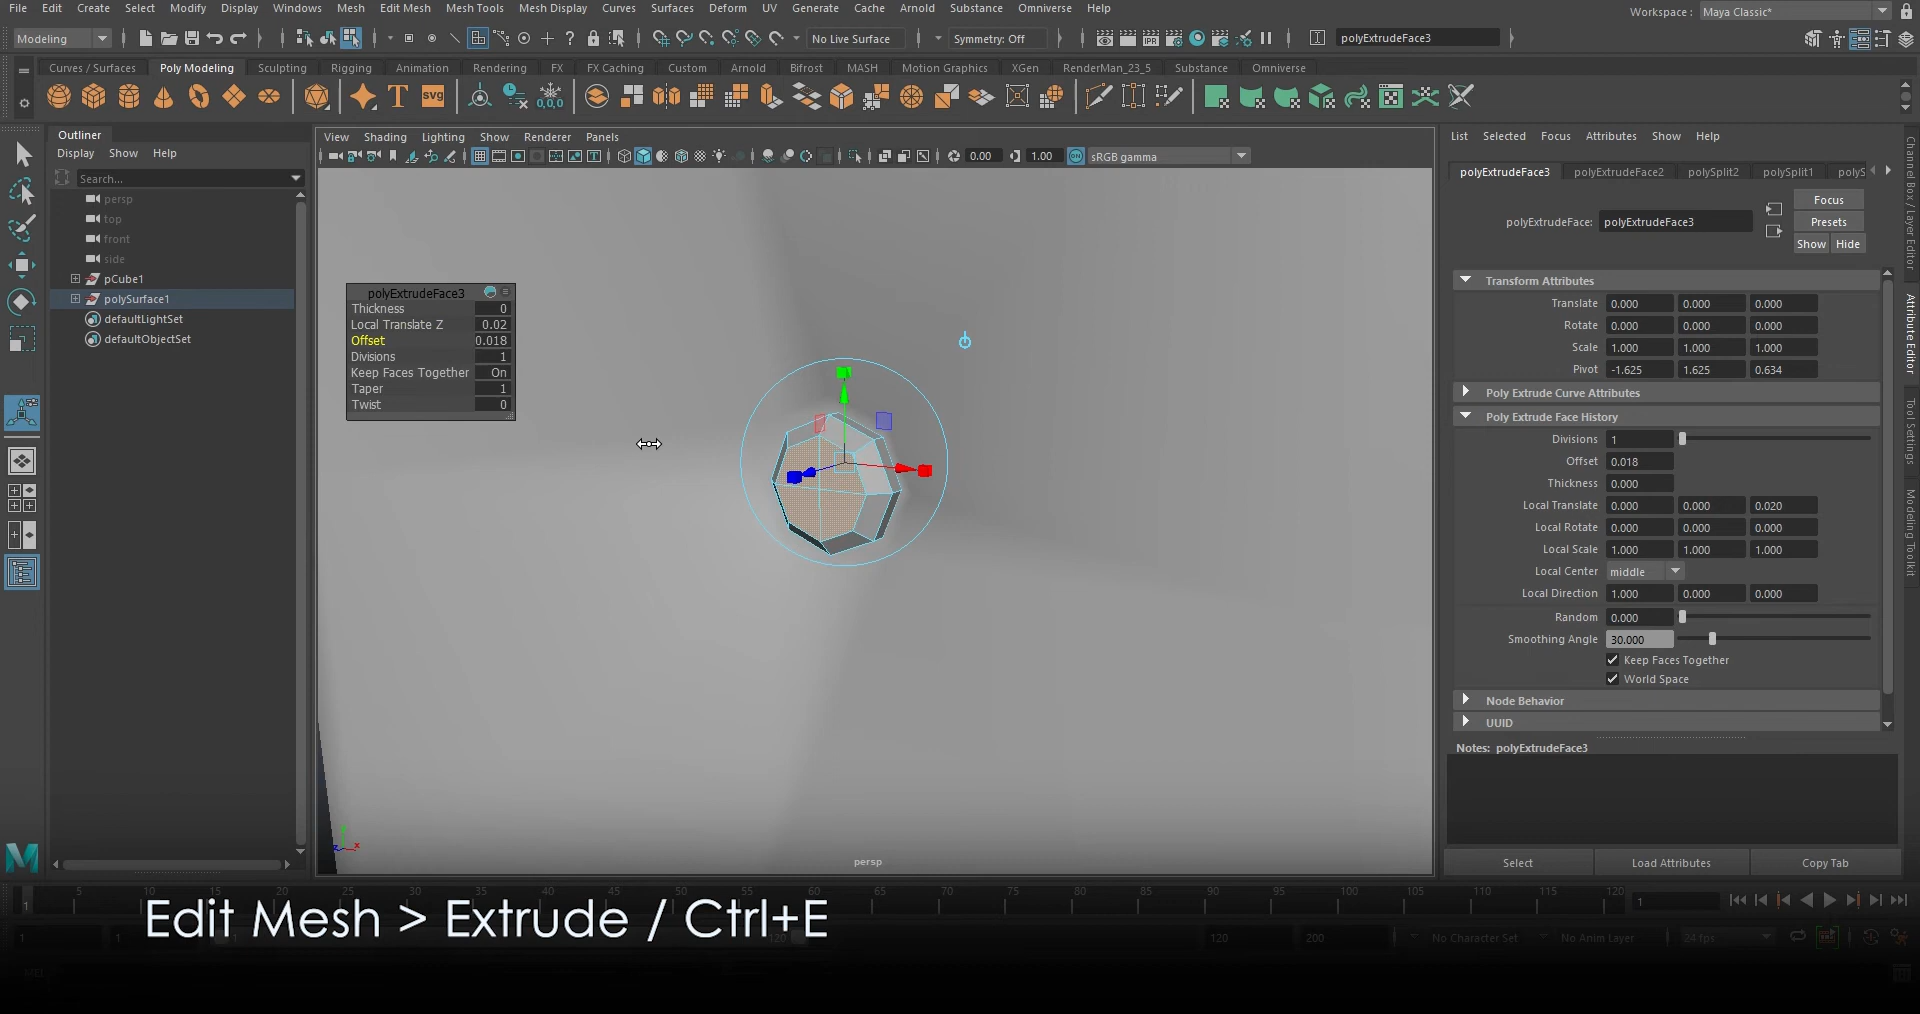 File Edit Create Select Modify Display Windows Mesh Edit Mesh Mesh Tools Mesh Display Curves Surfaces Deform UV Generate Cache Arnold Substance Omniverse Help
Workspace : Maya Classic*
Modeling No Live Surface Symmetry: Off polyExtrudeFace3
Curves / Surfaces Poly Modeling Sculpting Rigging Animation Rendering FX FX Caching Custom Arnold Bifrost MASH Motion Graphics XGen RenderMan_23_5 Substance Omniverse
T svg 0,0,0
Outliner
Display Show Help
Search...
persp
top
front
side
pCube1
polySurface1
defaultLightSet
defaultObjectSet
View Shading Lighting Show Renderer Panels
0.00 1.00 ON sRGB gamma
polyExtrudeFace3
Thickness 0
Local Translate Z 0.02
Offset 0.018
Divisions 1
Keep Faces Together On
Taper 1
Twist 0
persp
List Selected Focus Attributes Show Help
polyExtrudeFace3 polyExtrudeFace2 polySplit2 polySplit1 polyS
Focus
polyExtrudeFace: polyExtrudeFace3 Presets
Show Hide
Transform Attributes
Translate 0.000 0.000 0.000
Rotate 0.000 0.000 0.000
Scale 1.000 1.000 1.000
Pivot -1.625 1.625 0.634
Poly Extrude Curve Attributes
Poly Extrude Face History
Divisions 1
Offset 0.018
Thickness 0.000
Local Translate 0.000 0.000 0.020
Local Rotate 0.000 0.000 0.000
Local Scale 1.000 1.000 1.000
Local Center middle
Local Direction 1.000 0.000 0.000
Random 0.000
Smoothing Angle 30.000
Keep Faces Together
World Space
Node Behavior
UUID
Notes: polyExtrudeFace3
Select Load Attributes Copy Tab
Channel Box / Layer Editor
Attribute Editor
Tool Settings
Modeling Toolkit
5 10 15 20 25 30 35 40 45 50 55 60 65 70 75 80 85 90 95 100 105 110 115 120
1 1
Edit Mesh > Extrude / Ctrl+E
1 1 1 120 120 200 No Character Set No Anim Layer 24 fps
MEL